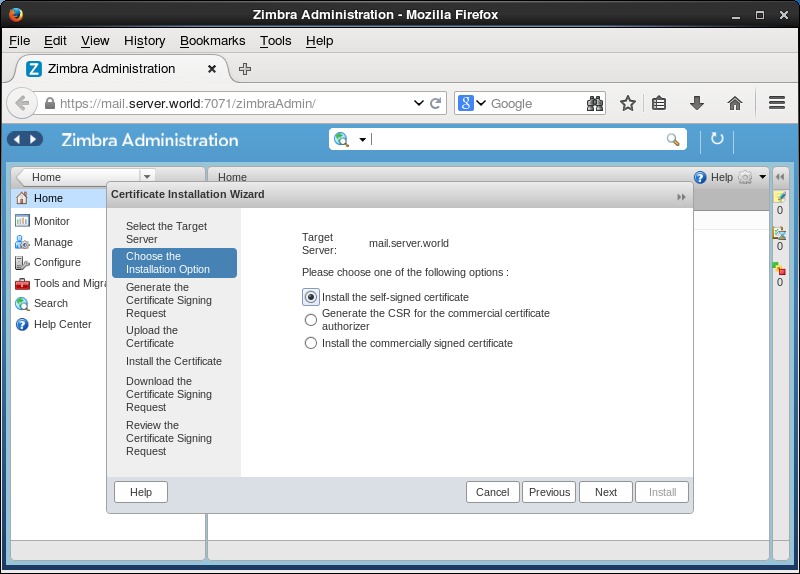 Zimbra Administration - Mozilla Firefox
File Edit View History Bookmarks Tools Help
Zimbra Administration
https://mail.server.world:7071/zimbraAdmin/
Google
Zimbra Administration
Home
Home
Help
Home
Monitor
Manage
Configure
Tools and Migra
Search
Help Center
0
0
0
Certificate Installation Wizard
Select the Target
Server
Choose the
Installation Option
Generate the
Certificate Signing
Request
Upload the
Certificate
Install the Certificate
Download the
Certificate Signing
Request
Review the
Certificate Signing
Request
Target
Server:
mail.server.world
Please choose one of the following options :
Install the self-signed certificate
Generate the CSR for the commercial certificate
authorizer
Install the commercially signed certificate
Help
Cancel
Previous
Next
Install